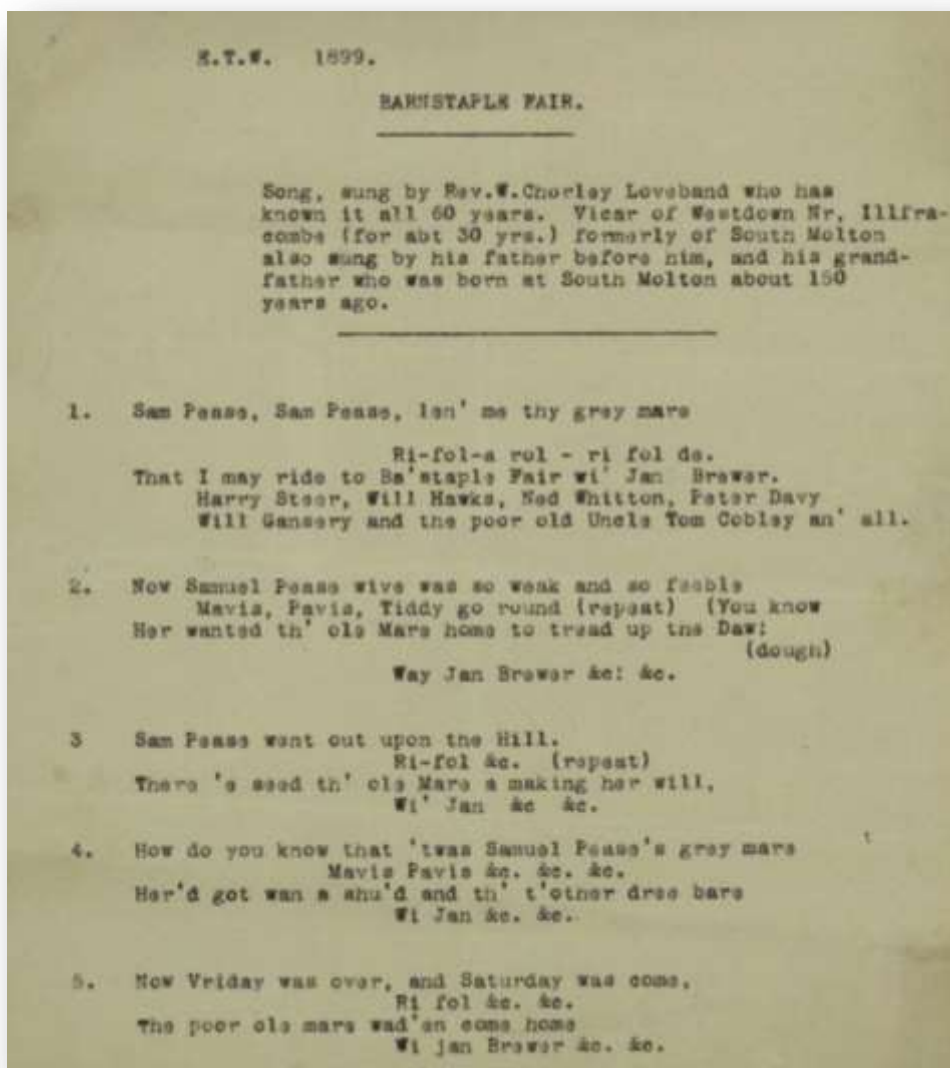 E.T.W. 1899.
BARNSTAPLE FAIR.
Song, sung by Rev.W.Chorley Loveband who has
known it all 60 years. Vicar of Westdown Nr, Illfra-
combe (for abt 30 yrs.) formerly of South Molton
also sung by his father before him, and his grand-
father who was born at South Molton about 150
years ago.
1. Sam Pease, Sam Pease, len' me thy grey mare
Ri-fol-a rol - ri fol de.
That I may ride to Ba'staple Fair wi' Jan Brewer.
Harry Steer, Will Hawks, Ned Whitton, Peter Davy
Will Gansery and the poor old Uncle Tom Cobley an' all.
2. Now Samuel Pease wive was so weak and so feeble
Mavis, Pavis, Tiddy go round (repeat) (You know
Her wanted th' ole Mare home to tread up the Daw!
(dough)
Way Jan Brewer &c! &c.
3 Sam Pease went out upon the Hill.
Ri-fol &c. (repeat)
There 'e seed th' ole Mare a making her will,
Wi' Jan &c &c.
4. How do you know that 'twas Samuel Pease's grey mare
Mavis Pavis &c. &c. &c.
Her'd got wan a shu'd and th' t'other dree bare
Wi Jan &c. &c.
5. Now Vriday was over, and Saturday was come,
Ri fol &c. &c.
The poor ole mare wad'en come home
Wi jan Brewer &c. &c.